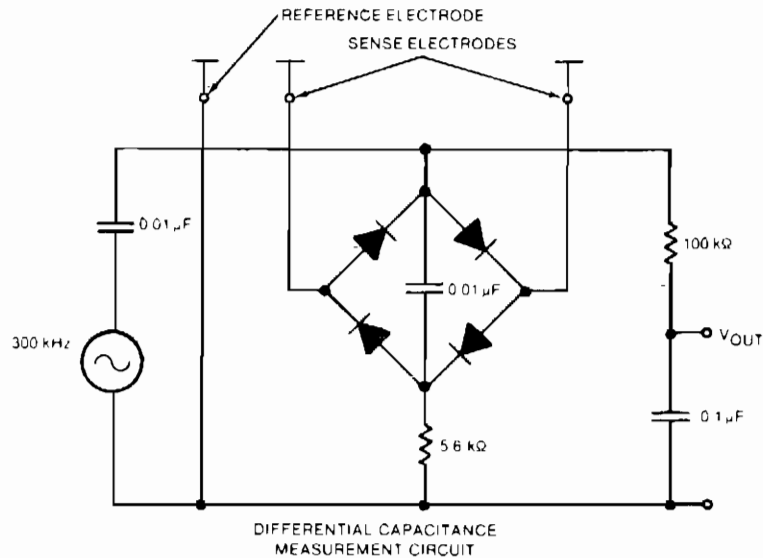 REFERENCE ELECTRODE
SENSE ELECTRODES
0.01 µF
100 kΩ
0.01 µF
300 kHz
VOUT
0.1 µF
5.6 kΩ
DIFFERENTIAL CAPACITANCE
MEASUREMENT CIRCUIT